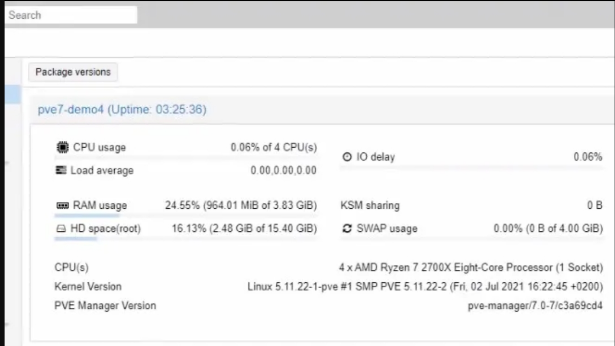 Search
Package versions
pve7-demo4 (Uptime: 03:25:36)
CPU usage 0.06% of 4 CPU(s)
IO delay 0.06%
Load average 0.00,0.00,0.00
RAM usage 24.55% (964.01 MiB of 3.83 GiB)
KSM sharing 0 B
HD space(root) 16.13% (2.48 GiB of 15.40 GiB)
SWAP usage 0.00% (0 B of 4.00 GiB)
CPU(s) 4 x AMD Ryzen 7 2700X Eight-Core Processor (1 Socket)
Kernel Version Linux 5.11.22-1-pve #1 SMP PVE 5.11.22-2 (Fri, 02 Jul 2021 16:22:45 +0200)
PVE Manager Version pve-manager/7.0-7/c3a69cd4